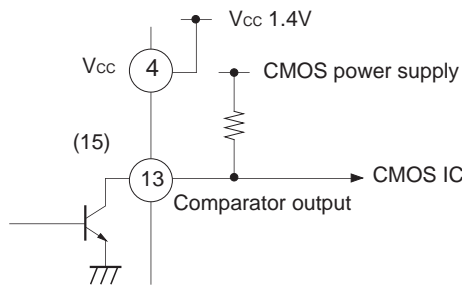 Vcc 1.4V
Vcc
4
CMOS power supply
(15)
13
CMOS IC
Comparator output